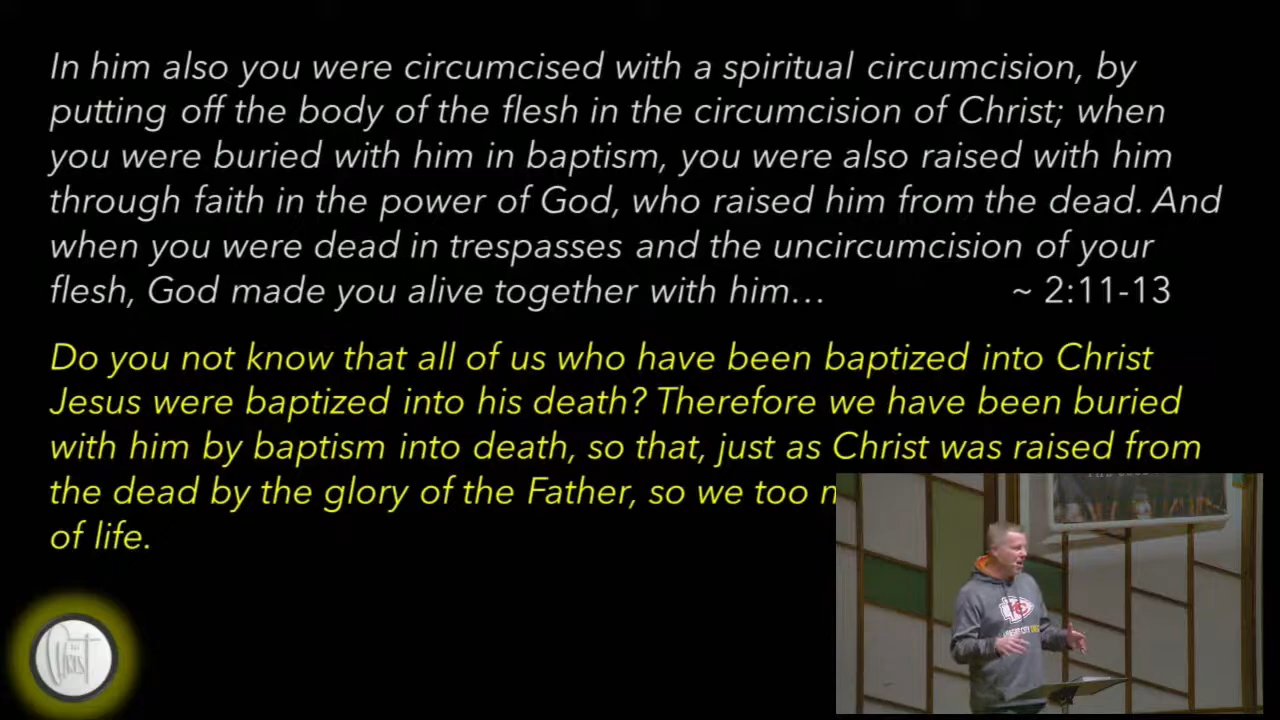 In him also you were circumcised with a spiritual circumcision, by
putting off the body of the flesh in the circumcision of Christ; when
you were buried with him in baptism, you were also raised with him
through faith in the power of God, who raised him from the dead. And
when you were dead in trespasses and the uncircumcision of your
flesh, God made you alive together with him… ~ 2:11-13
Do you not know that all of us who have been baptized into Christ
Jesus were baptized into his death? Therefore we have been buried
with him by baptism into death, so that, just as Christ was raised from
the dead by the glory of the Father, so we too
of life.
KC